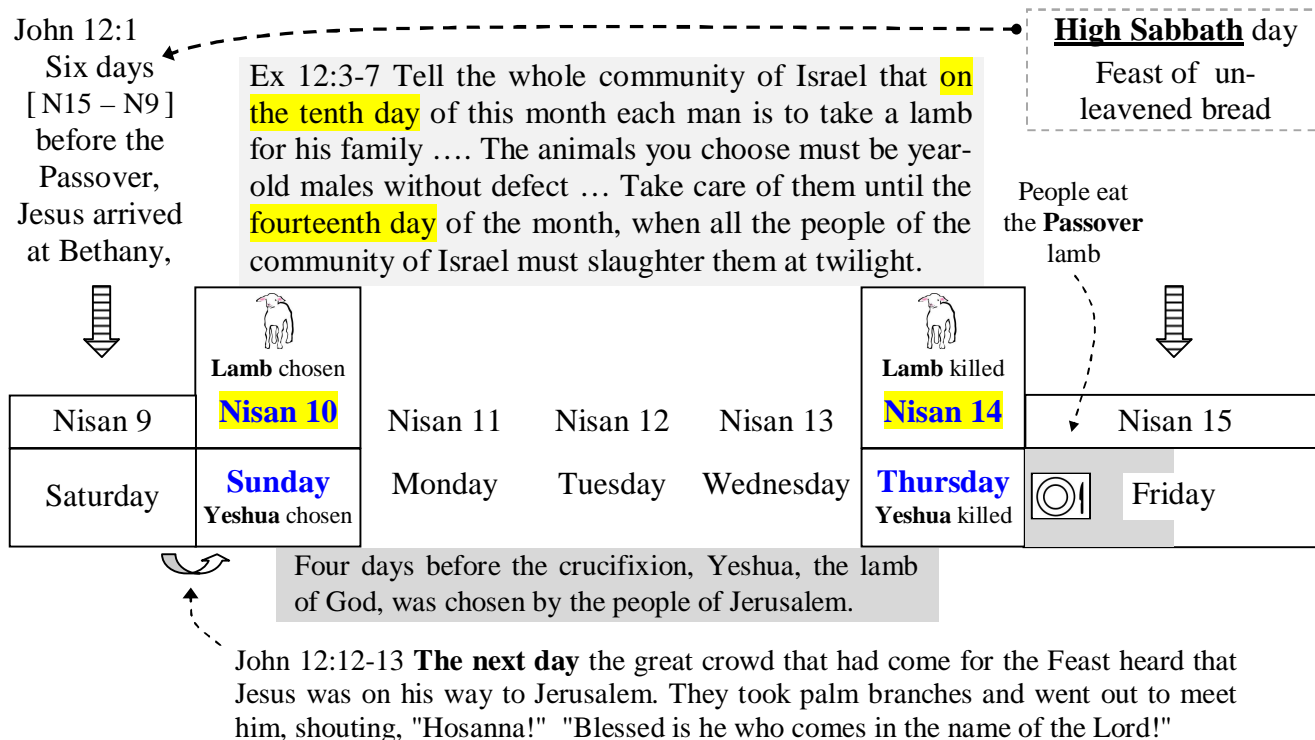 John 12:1
Six days
[ N15 – N9 ]
before the
Passover,
Jesus arrived
at Bethany,
Ex 12:3-7 Tell the whole community of Israel that on
the tenth day of this month each man is to take a lamb
for his family …. The animals you choose must be year-
old males without defect … Take care of them until the
fourteenth day of the month, when all the people of the
community of Israel must slaughter them at twilight.
High Sabbath day
Feast of un-
leavened bread
People eat
the Passover
lamb
Lamb chosen
Lamb killed
Nisan 9 Nisan 10 Nisan 11 Nisan 12 Nisan 13 Nisan 14 Nisan 15
Saturday Sunday Monday Tuesday Wednesday Thursday Friday
Yeshua chosen
Yeshua killed
Four days before the crucifixion, Yeshua, the lamb
of God, was chosen by the people of Jerusalem.
John 12:12-13 The next day the great crowd that had come for the Feast heard that
Jesus was on his way to Jerusalem. They took palm branches and went out to meet
him, shouting, "Hosanna!" "Blessed is he who comes in the name of the Lord!"